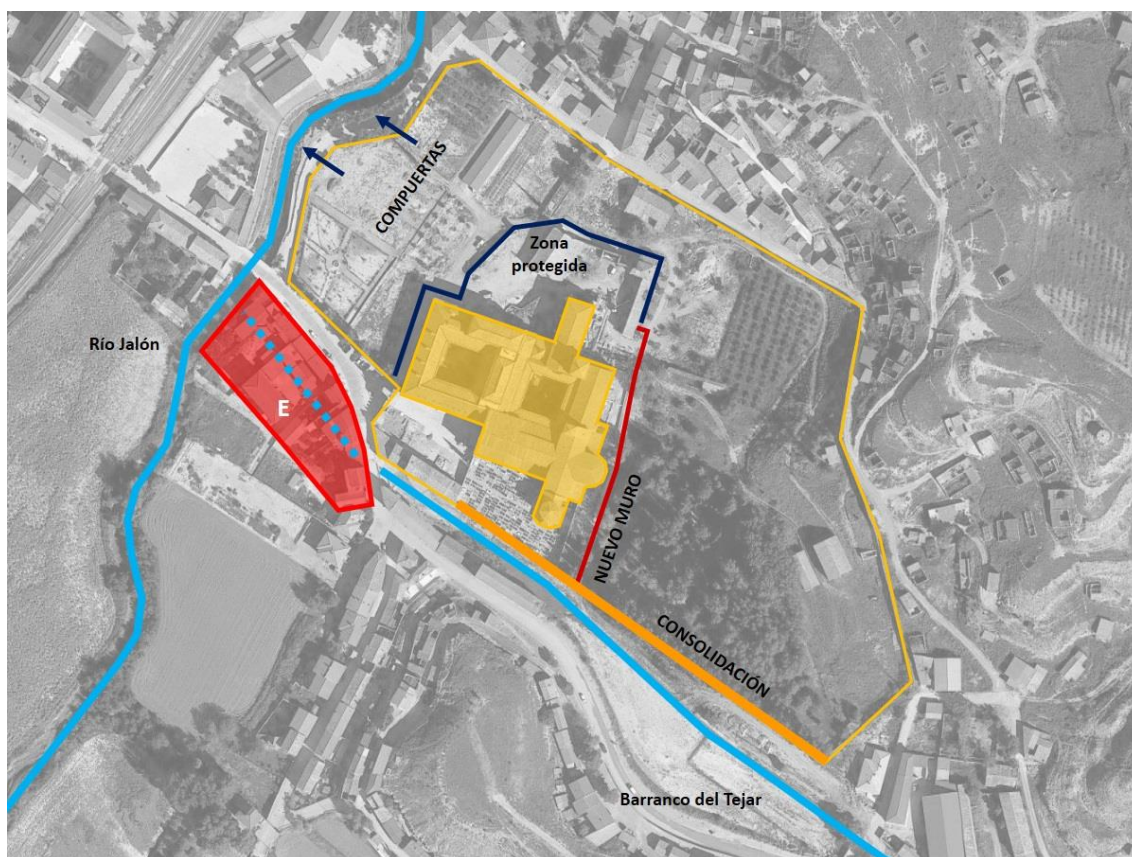 COMPUERTAS
Zona
protegida
Río Jalón
E
NUEVO MURO
CONSOLIDACIÓN
Barranco del Tejar